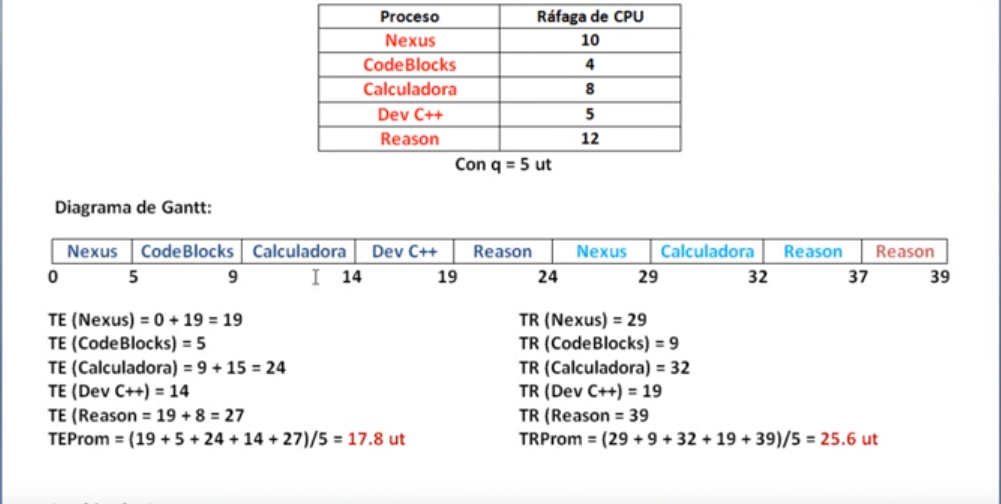 Proceso Ráfaga de CPU
Nexus 10
CodeBlocks 4
Calculadora 8
Dev C++ 5
Reason 12
Con q = 5 ut
Diagrama de Gantt:
Nexus CodeBlocks Calculadora Dev C++ Reason Nexus Calculadora Reason Reason
0 5 9 14 19 24 29 32 37 39
TE (Nexus) = 0 + 19 = 19
TE (CodeBlocks) = 5
TE (Calculadora) = 9 + 15 = 24
TE (Dev C++) = 14
TE (Reason = 19 + 8 = 27
TEProm = (19 + 5 + 24 + 14 + 27)/5 = 17.8 ut
TR (Nexus) = 29
TR (CodeBlocks) = 9
TR (Calculadora) = 32
TR (Dev C++) = 19
TR (Reason = 39
TRProm = (29 + 9 + 32 + 19 + 39)/5 = 25.6 ut